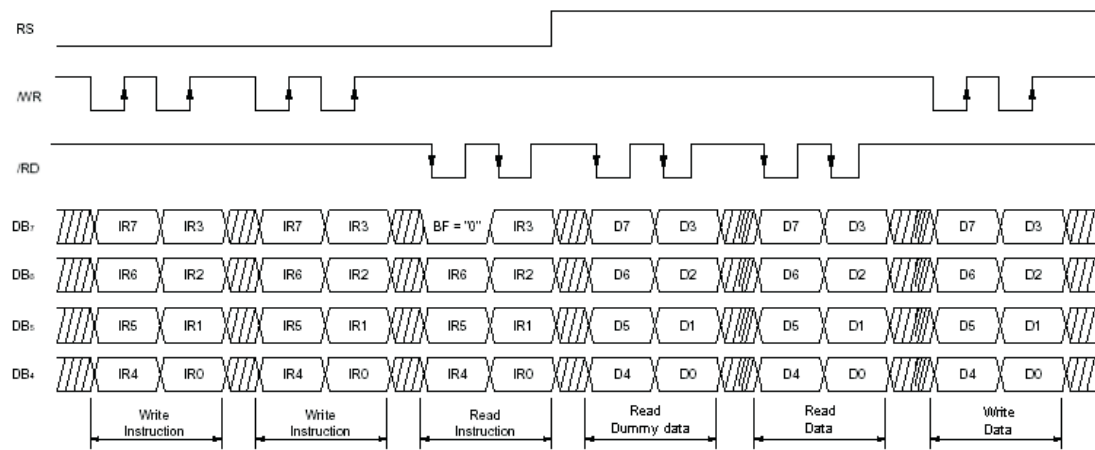 RS
/WR
/RD
DB7 IR7 IR3 IR7 IR3 BF = "0" IR3 D7 D3 D7 D3 D7 D3
DB6 IR6 IR2 IR6 IR2 IR6 IR2 D6 D2 D6 D2 D6 D2
DB5 IR5 IR1 IR5 IR1 IR5 IR1 D5 D1 D5 D1 D5 D1
DB4 IR4 IR0 IR4 IR0 IR4 IR0 D4 D0 D4 D0 D4 D0
Write Write Read Read Read Write
Instruction Instruction Instruction Dummy data Data Data